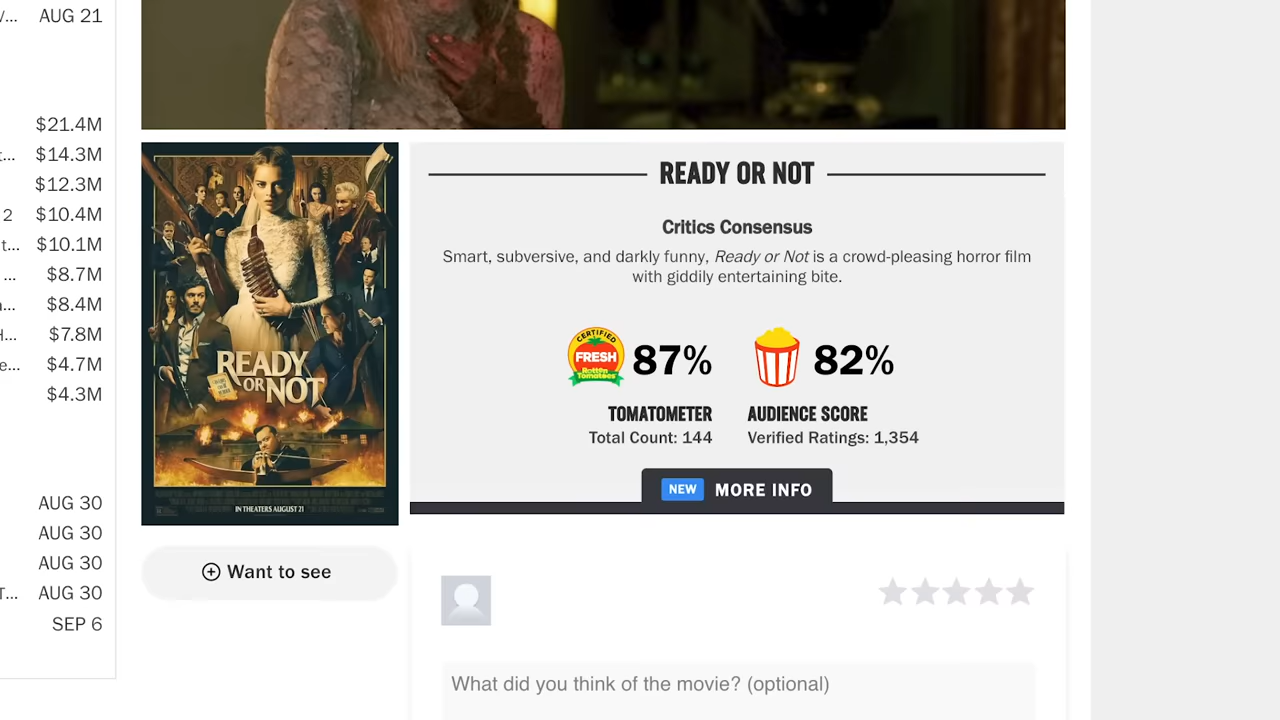 /... AUG 21
$21.4M
t... $14.3M
$12.3M
2 $10.4M
t... $10.1M
... $8.7M
a... $8.4M
H... $7.8M
e... $4.7M
$4.3M
AUG 30
AUG 30
AUG 30
T... AUG 30
SEP 6
READY
OR NOT
IN THEATERS AUGUST 21
Want to see
READY OR NOT
Critics Consensus
Smart, subversive, and darkly funny, Ready or Not is a crowd-pleasing horror film
with giddily entertaining bite.
CERTIFIED
FRESH
Rotten
Tomatoes
87%
82%
TOMATOMETER
AUDIENCE SCORE
Total Count: 144
Verified Ratings: 1,354
NEW MORE INFO
What did you think of the movie? (optional)